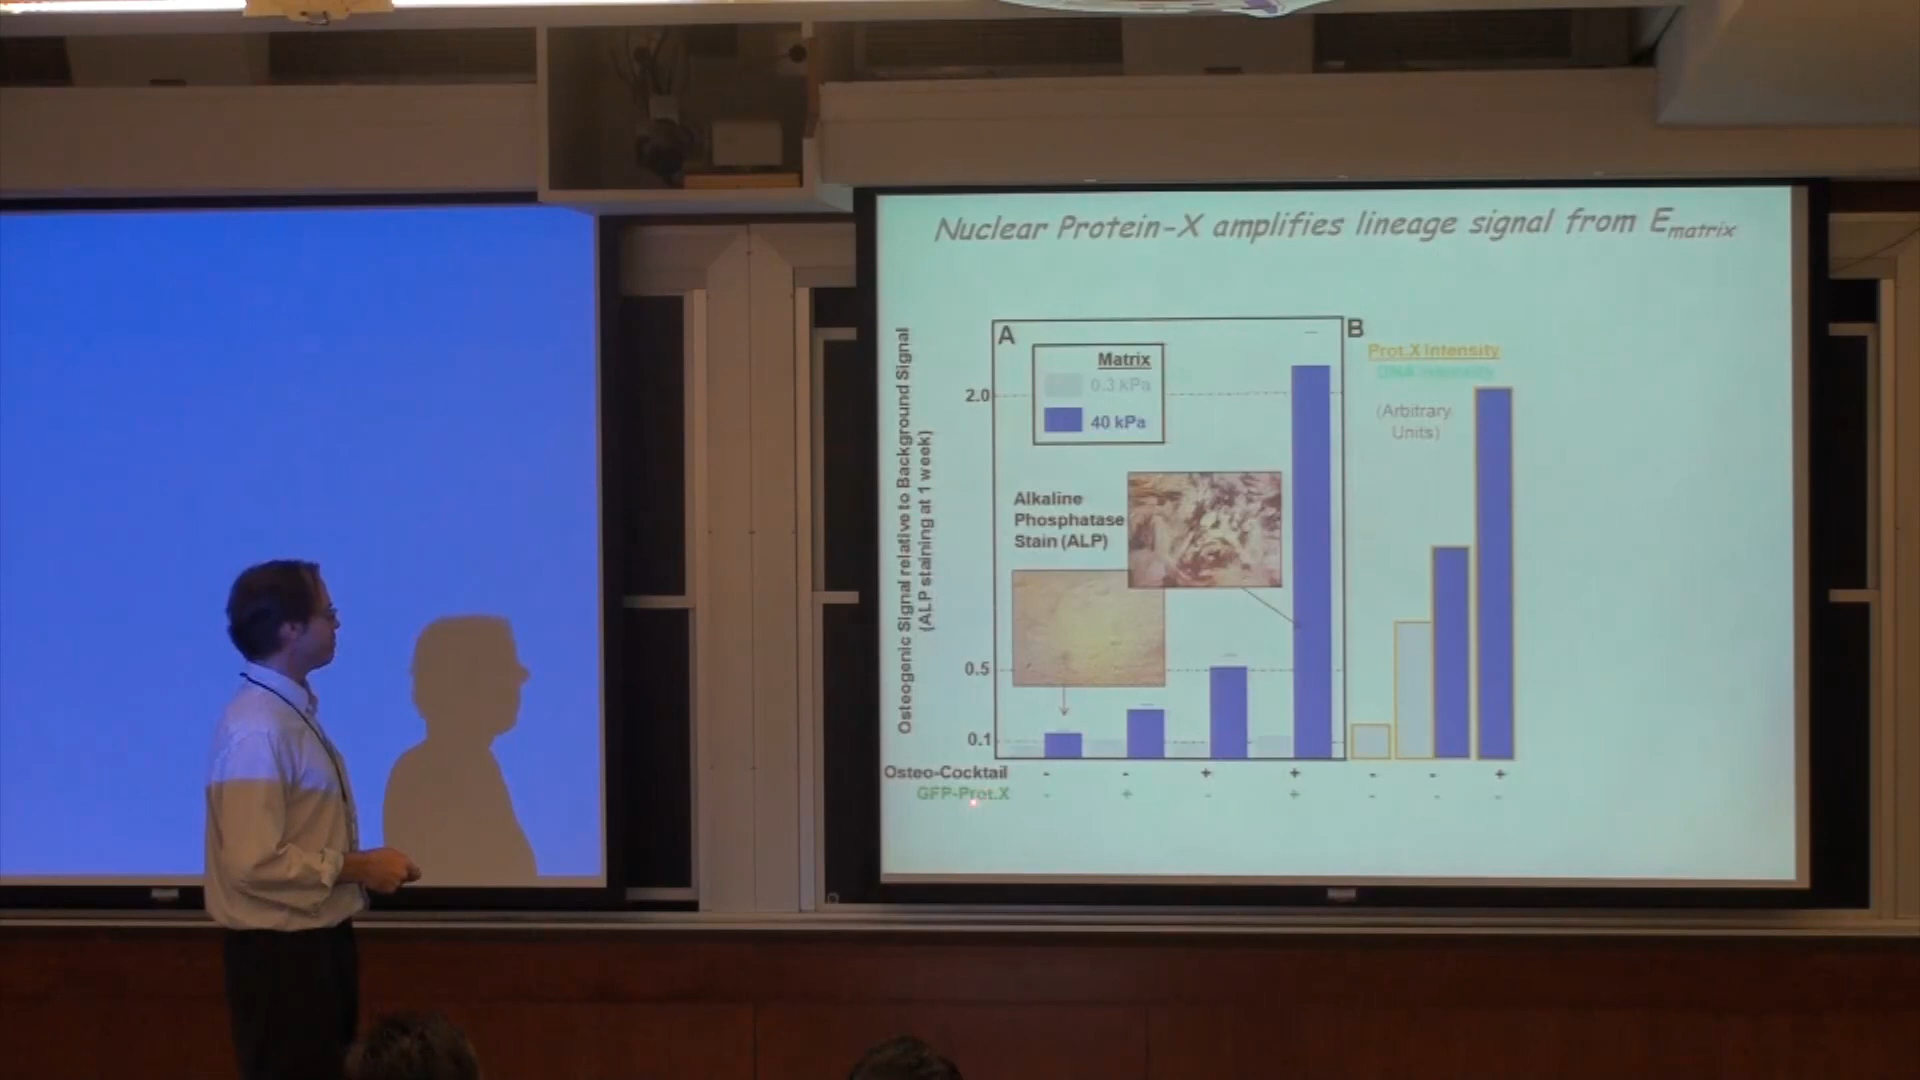 Nuclear Protein-X amplifies lineage signal from Ematrix
Osteogenic Signal relative to Background Signal
(ALP staining at 1 week)
A
Matrix
0.3 kPa
40 kPa
2.0
0.5
0.1
Alkaline
Phosphatase
Stain (ALP)
B
Prot.X Intensity
DNA Intensity
(Arbitrary
Units)
Osteo-Cocktail - - + + - - +
GFP-Prot.X - + - + - - -